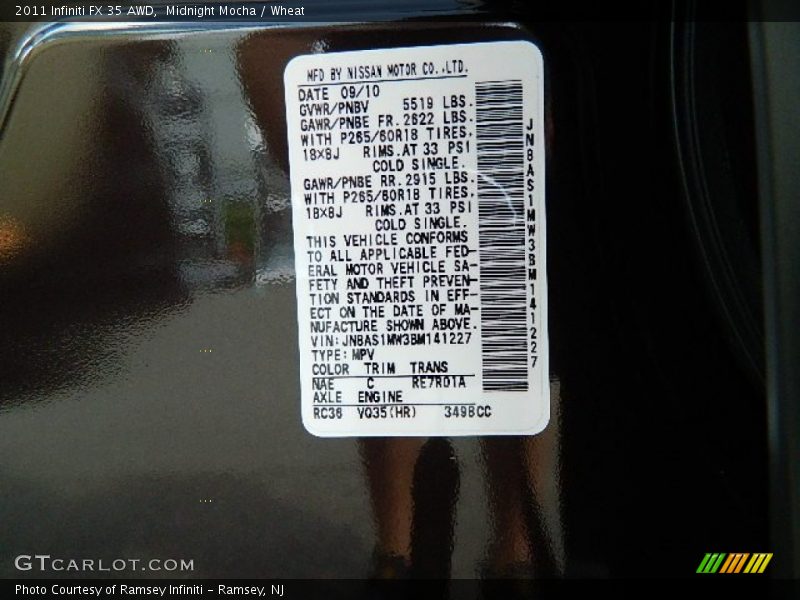 2011 Infiniti FX 35 AWD,  Midnight Mocha / Wheat
MFD BY NISSAN MOTOR CO.,LTD.
DATE 09/10
GVWR/PNBV 5519 LBS.
GAWR/PNBE FR.2622 LBS.
WITH P265/60R18 TIRES.
18X8J RIMS.AT 33 PSI
COLD SINGLE.
GAWR/PNBE RR.2915 LBS.
WITH P265/60R18 TIRES.
18X8J RIMS.AT 33 PSI
COLD SINGLE.
THIS VEHICLE CONFORMS
TO ALL APPLICABLE FED-
ERAL MOTOR VEHICLE SA-
FETY AND THEFT PREVEN-
TION STANDARDS IN EFF-
ECT ON THE DATE OF MA-
NUFACTURE SHOWN ABOVE.
VIN:JN8AS1MW3BM141227
TYPE:MPV
COLOR TRIM TRANS
NAE C RE7R01A
AXLE ENGINE
RC36 VQ35(HR) 3498CC
JN8AS1MW3BM141227
GTCARLOT.COM
Photo Courtesy of Ramsey Infiniti - Ramsey, NJ